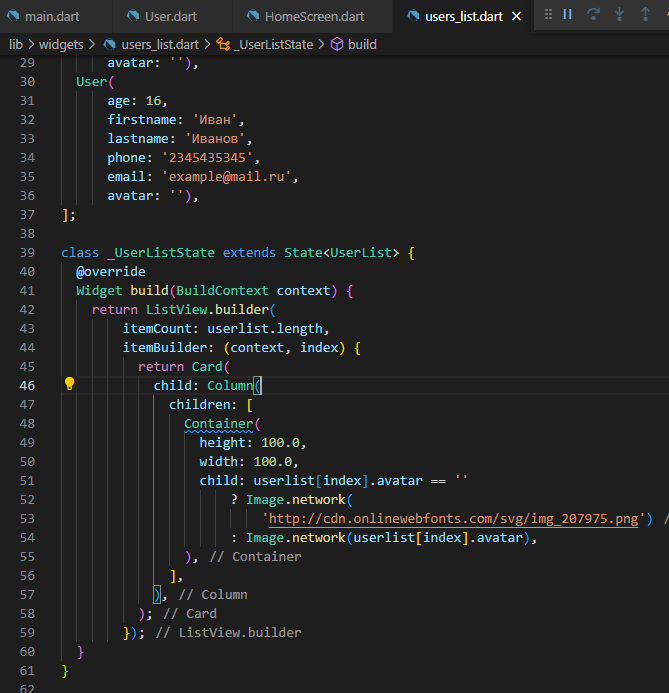 main.dart User.dart HomeScreen.dart users_list.dart
lib > widgets > users_list.dart > _UserListState > build
29 avatar: ''),
30 User(
31 age: 16,
32 firstname: 'Иван',
33 lastname: 'Иванов',
34 phone: '2345435345',
35 email: 'example@mail.ru',
36 avatar: ''),
37 ];
38
39 class _UserListState extends State<UserList> {
40 @override
41 Widget build(BuildContext context) {
42 return ListView.builder(
43 itemCount: userlist.length,
44 itemBuilder: (context, index) {
45 return Card(
46 child: Column(
47 children: [
48 Container(
49 height: 100.0,
50 width: 100.0,
51 child: userlist[index].avatar == ''
52 ? Image.network(
53 'http://cdn.onlinewebfonts.com/svg/img_207975.png') /
54 : Image.network(userlist[index].avatar),
55 ), // Container
56 ],
57 ), // Column
58 ); // Card
59 }); // ListView.builder
60 }
61 }
62